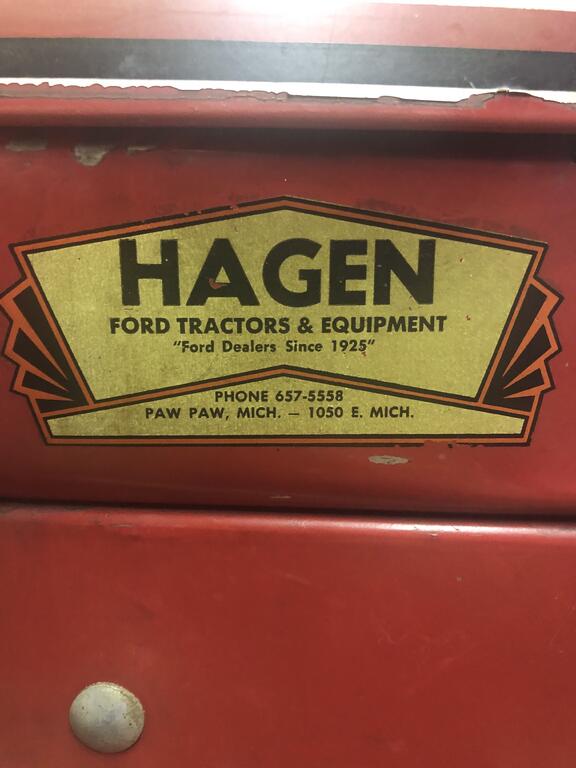 HAGEN
FORD TRACTORS & EQUIPMENT
"Ford Dealers Since 1925"
PHONE 657-5558
PAW PAW, MICH. — 1050 E. MICH.